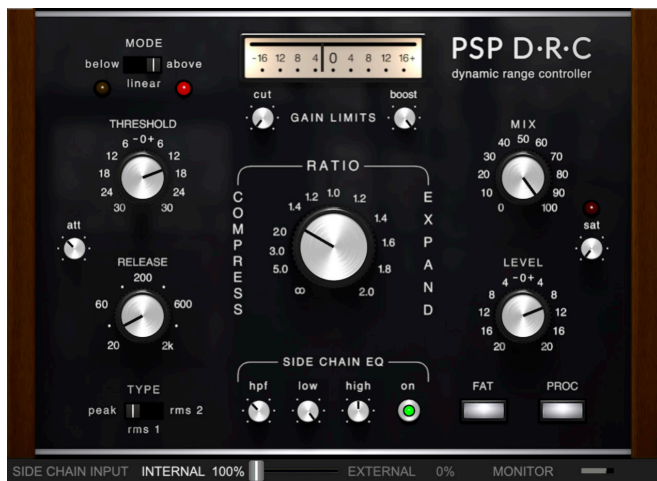 MODE
below above
linear
-16 12 8 4 0 4 8 12 16+
PSP D·R·C
dynamic range controller
cut boost
GAIN LIMITS
THRESHOLD
6 -0+ 6
12 12
18 18
24 24
30 30
RATIO
COMPRESS
EXPAND
1.4 1.2 1.0 1.2 1.4
2.0 1.6
3.0 1.8
5.0 2.0
∞
MIX
40 50 60
30 70
20 80
10 90
0 100
att
sat
RELEASE
200
60 600
20 2k
LEVEL
4 -0+ 4
8 8
12 12
16 16
20 20
SIDE CHAIN EQ
hpf low high on
TYPE
peak rms 2
rms 1
FAT PROC
SIDE CHAIN INPUT INTERNAL 100% EXTERNAL 0% MONITOR